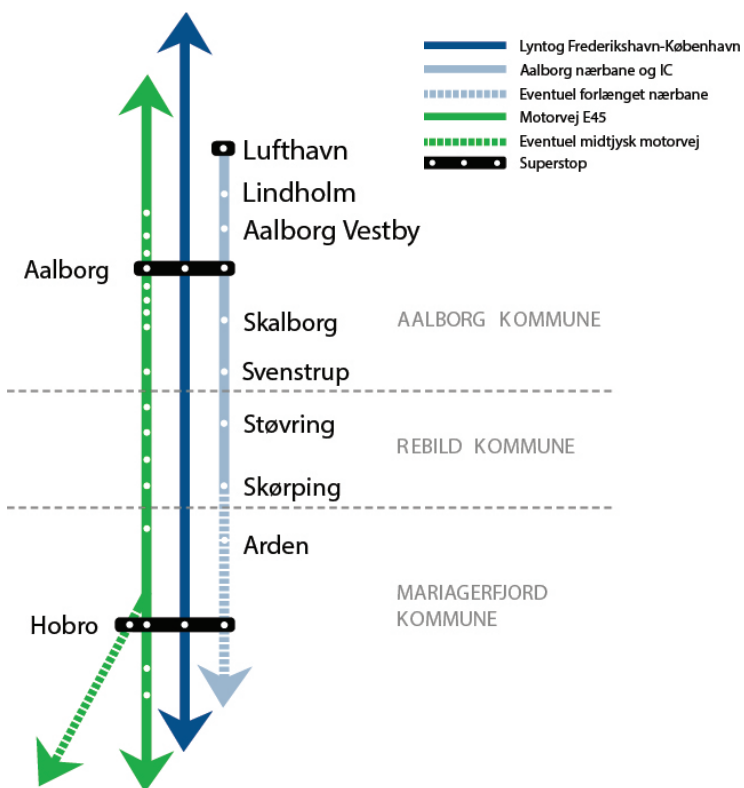 Lyntog Frederikshavn-København
Aalborg nærbane og IC
Eventuel forlænget nærbane
Motorvej E45
Eventuel midtjysk motorvej
Superstop
Lufthavn
Lindholm
Aalborg Vestby
Aalborg
Skalborg
AALBORG KOMMUNE
Svenstrup
Støvring
REBILD KOMMUNE
Skørping
Arden
MARIAGERFJORD
KOMMUNE
Hobro